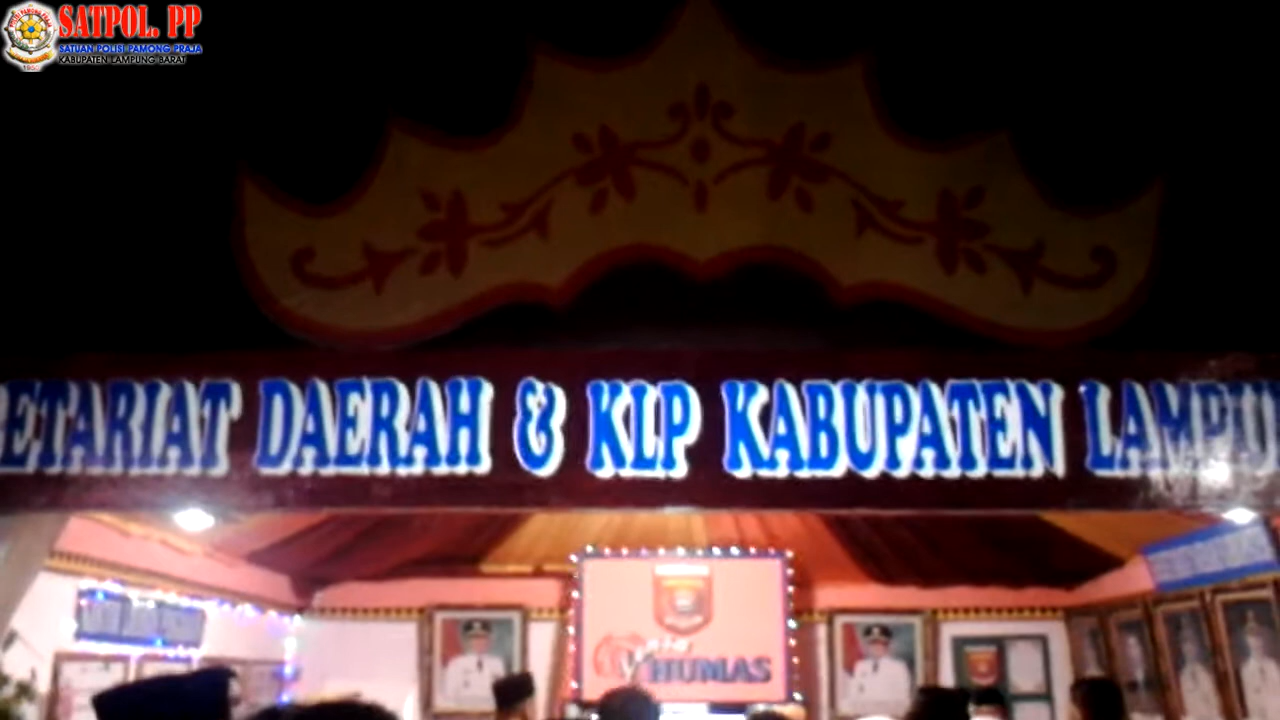 SATPOL. PP
SATUAN POLISI PAMONG PRAJA
KABUPATEN LAMPUNG BARAT
ETARIAT DAERAH & KLP KABUPATEN LAMPU
HUMAS